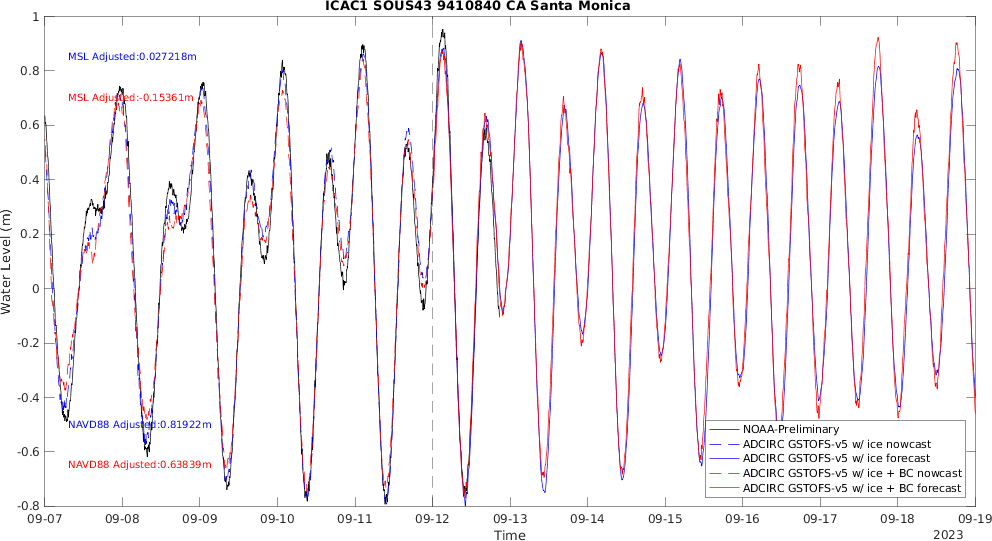 ICAC1 SOUS43 9410840 CA Santa Monica
1
0.8
0.6
0.4
0.2
0
-0.2
-0.4
-0.6
-0.8
Water Level (m)
MSL Adjusted:0.027218m
MSL Adjusted:-0.15361m
NAVD88 Adjusted:0.81922m
NAVD88 Adjusted:0.63839m
NOAA-Preliminary
ADCIRC GSTOFS-v5 w/ ice nowcast
ADCIRC GSTOFS-v5 w/ ice forecast
ADCIRC GSTOFS-v5 w/ ice + BC nowcast
ADCIRC GSTOFS-v5 w/ ice + BC forecast
09-07 09-08 09-09 09-10 09-11 09-12 09-13 09-14 09-15 09-16 09-17 09-18 09-19
Time
2023